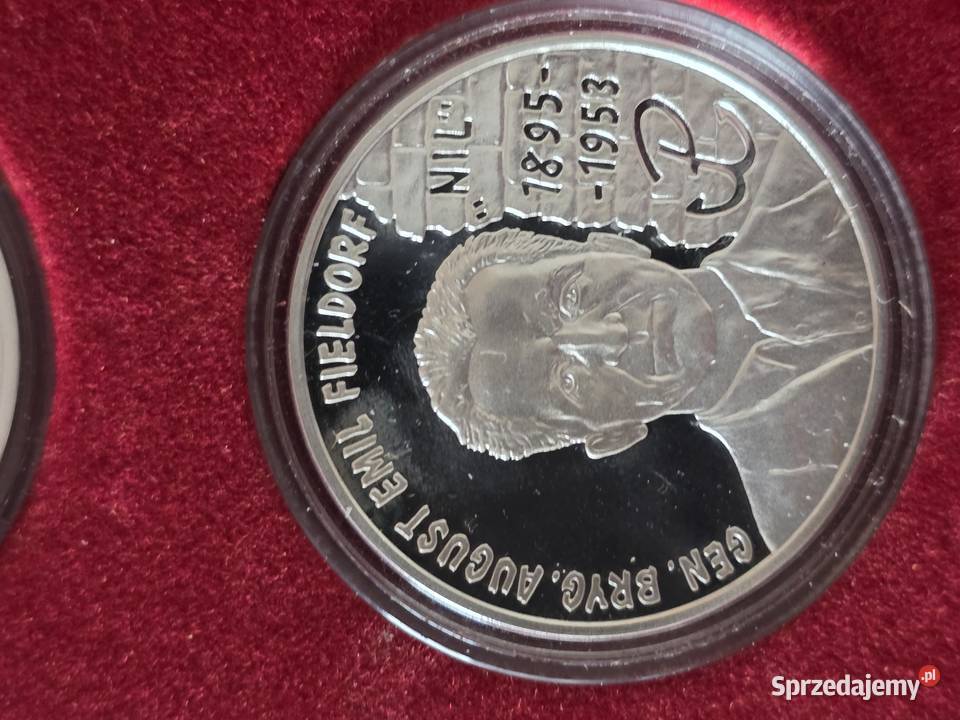 GEN. BRYG. AUGUST EMIL FIELDORF
„NIL”
1895-
-1953
Sprzedajemy.pl